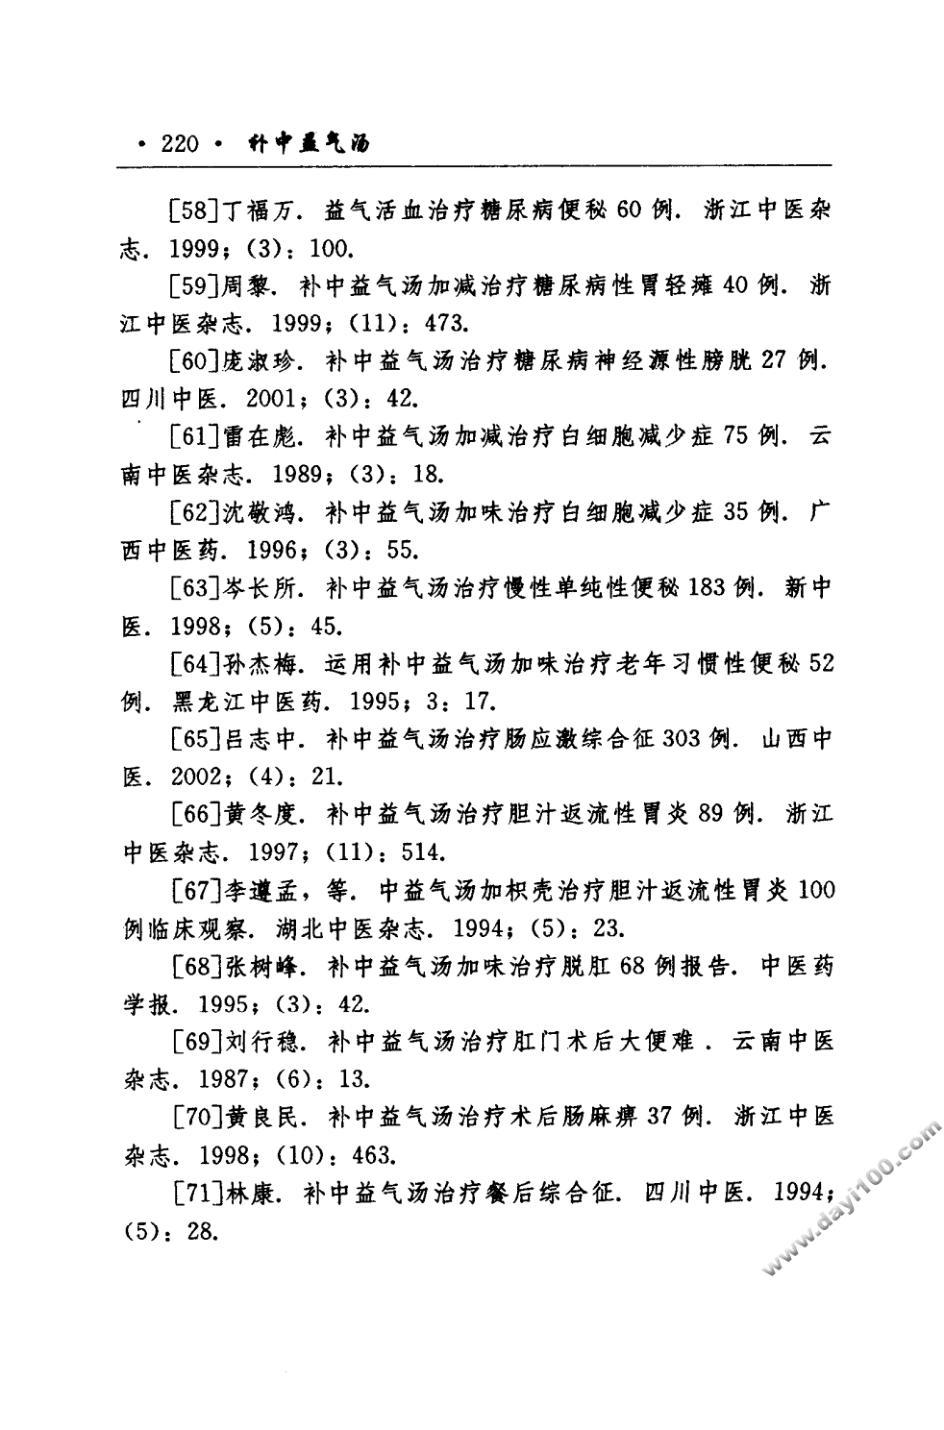 · 220 · 补中益气汤
[58]丁福万. 益气活血治疗糖尿病便秘 60 例. 浙江中医杂
志. 1999; (3): 100.
[59]周黎. 补中益气汤加减治疗糖尿病性胃轻瘫 40 例. 浙
江中医杂志. 1999; (11): 473.
[60]庞淑珍. 补中益气汤治疗糖尿病神经源性膀胱 27 例.
四川中医. 2001; (3): 42.
[61]雷在彪. 补中益气汤加减治疗白细胞减少症 75 例. 云
南中医杂志. 1989; (3): 18.
[62]沈敬鸿. 补中益气汤加味治疗白细胞减少症 35 例. 广
西中医药. 1996; (3): 55.
[63]岑长所. 补中益气汤治疗慢性单纯性便秘 183 例. 新中
医. 1998; (5): 45.
[64]孙杰梅. 运用补中益气汤加味治疗老年习惯性便秘 52
例. 黑龙江中医药. 1995; 3: 17.
[65]吕志中. 补中益气汤治疗肠应激综合征 303 例. 山西中
医. 2002; (4): 21.
[66]黄冬度. 补中益气汤治疗胆汁返流性胃炎 89 例. 浙江
中医杂志. 1997; (11): 514.
[67]李遵孟, 等. 中益气汤加枳壳治疗胆汁返流性胃炎 100
例临床观察. 湖北中医杂志. 1994; (5): 23.
[68]张树峰. 补中益气汤加味治疗脱肛 68 例报告. 中医药
学报. 1995; (3): 42.
[69]刘行稳. 补中益气汤治疗肛门术后大便难 . 云南中医
杂志. 1987; (6): 13.
[70]黄良民. 补中益气汤治疗术后肠麻痹 37 例. 浙江中医
杂志. 1998; (10): 463.
[71]林康. 补中益气汤治疗餐后综合征. 四川中医. 1994;
(5): 28.
www.dayi100.com